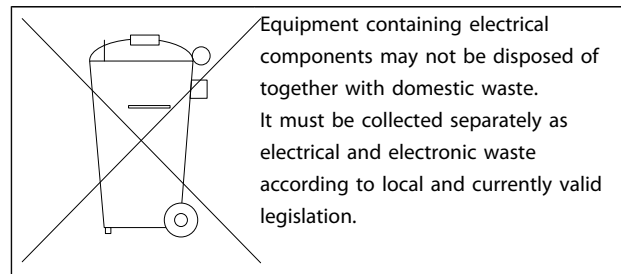 Equipment containing electrical
components may not be disposed of
together with domestic waste.
It must be collected separately as
electrical and electronic waste
according to local and currently valid
legislation.